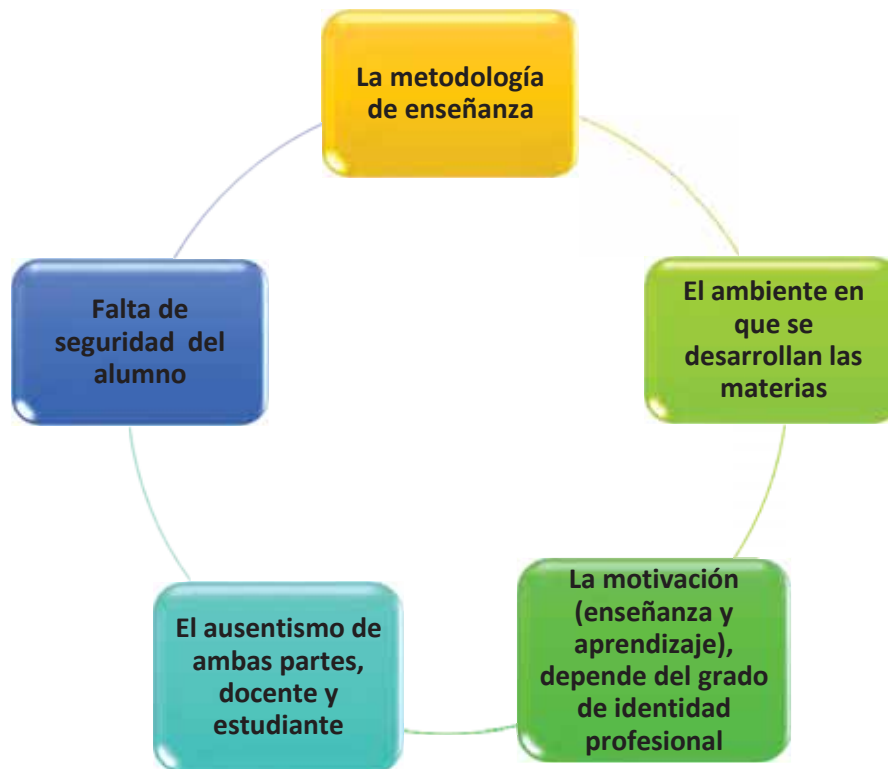 La metodología
de enseñanza
El ambiente en
que se
desarrollan las
materias
La motivación
(enseñanza y
aprendizaje),
depende del grado
de identidad
profesional
El ausentismo de
ambas partes,
docente y
estudiante
Falta de
seguridad del
alumno